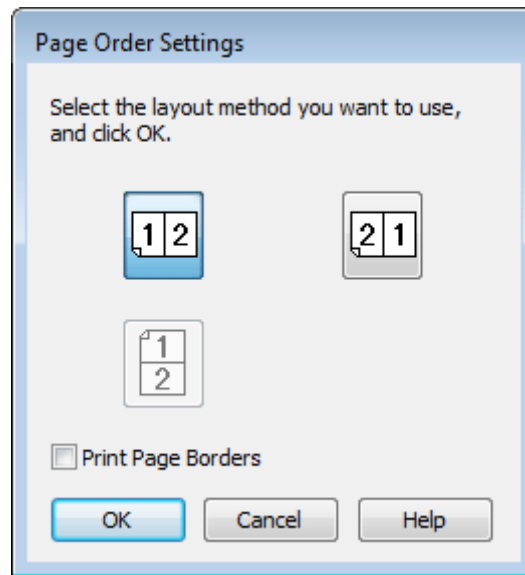 Page Order Settings
Select the layout method you want to use,
and click OK.
1 2
2 1
1
2
Print Page Borders
OK Cancel Help